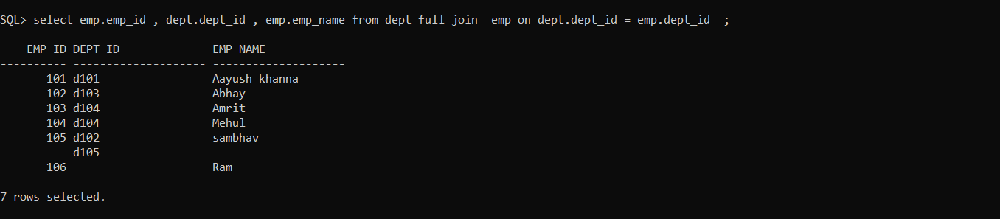 SQL> select emp.emp_id , dept.dept_id , emp.emp_name from dept full join  emp on dept.dept_id = emp.dept_id  ;
    EMP_ID DEPT_ID              EMP_NAME
---------- -------------------- --------------------
       101 d101                 Aayush khanna
       102 d103                 Abhay
       103 d104                 Amrit
       104 d104                 Mehul
       105 d102                 sambhav
           d105
       106                      Ram
7 rows selected.